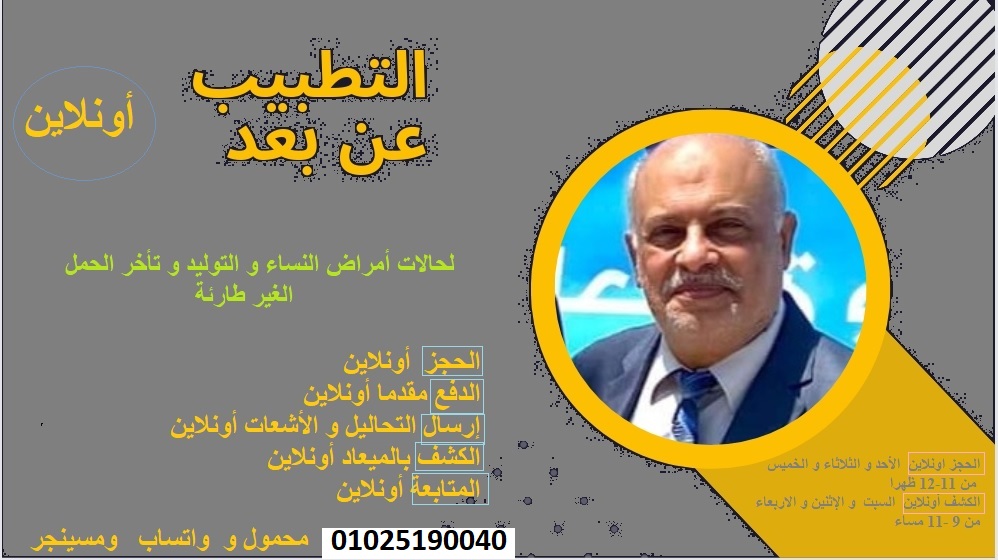 التطبيب
عن بعد
أونلاين
لحالات أمراض النساء و التوليد و تأخر الحمل
الغير طارئة
الحجز أونلاين
الدفع مقدما أونلاين
إرسال التحاليل و الأشعات أونلاين
الكشف بالميعاد أونلاين
المتابعة أونلاين
محمول و واتساب ومسينجر 01025190040
الحجز اونلاين الأحد و الثلاثاء و الخميس
من 11-12 ظهرا
الكشف أونلاين السبت و الإثنين و الاربعاء
من 9 -11 مساء